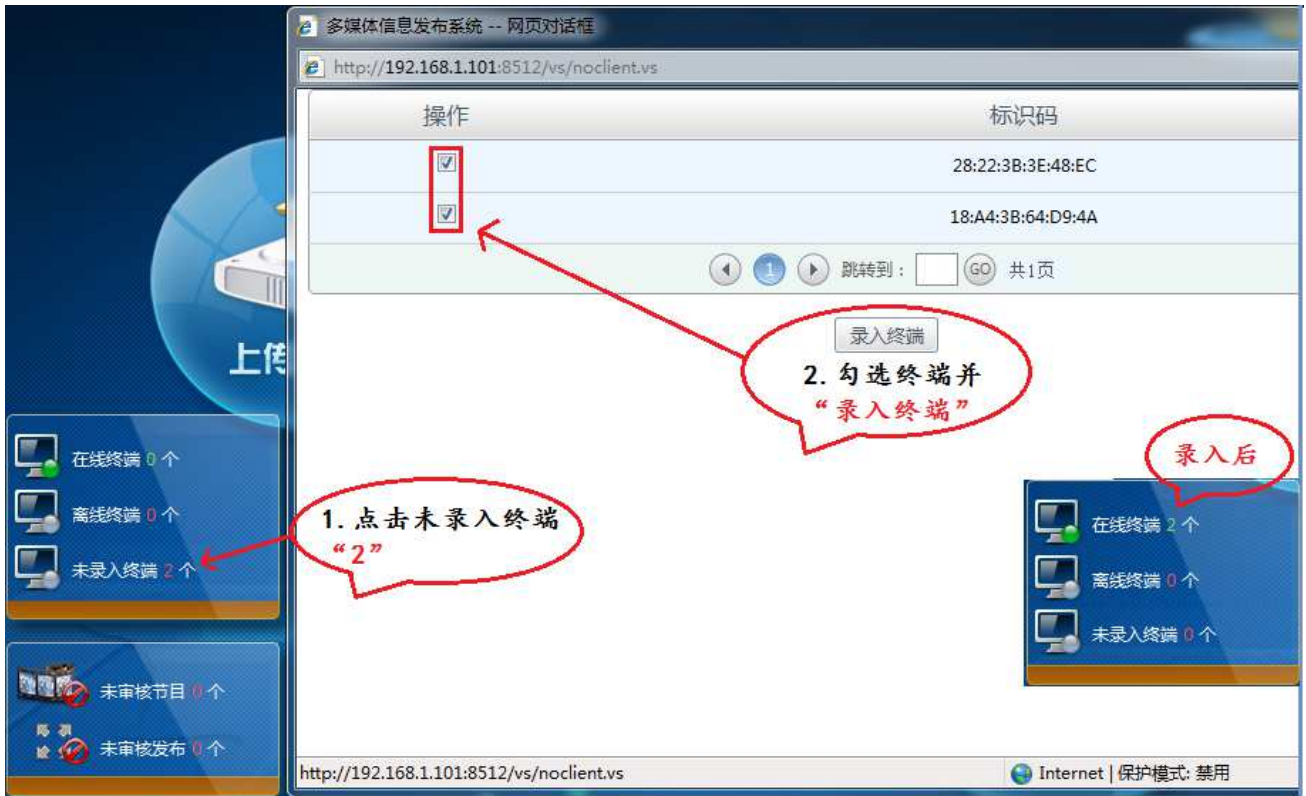 多媒体信息发布系统 -- 网页对话框
http://192.168.1.101:8512/vs/noclient.vs
操作
标识码
28:22:3B:3E:48:EC
18:A4:3B:64:D9:4A
1 跳转到： GO 共1页
录入终端
2. 勾选终端并
“录入终端”
上传
在线终端 0 个
离线终端 0 个
未录入终端 2 个
1. 点击未录入终端
“2”
录入后
在线终端 2 个
离线终端 0 个
未录入终端 0 个
未审核节目 0 个
未审核发布 0 个
http://192.168.1.101:8512/vs/noclient.vs
Internet | 保护模式: 禁用